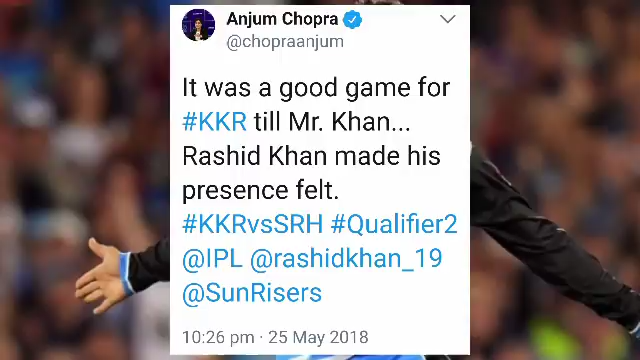 Anjum Chopra
@chopraanjum
It was a good game for
#KKR till Mr. Khan...
Rashid Khan made his
presence felt.
#KKRvsSRH #Qualifier2
@IPL @rashidkhan_19
@SunRisers
10:26 pm · 25 May 2018